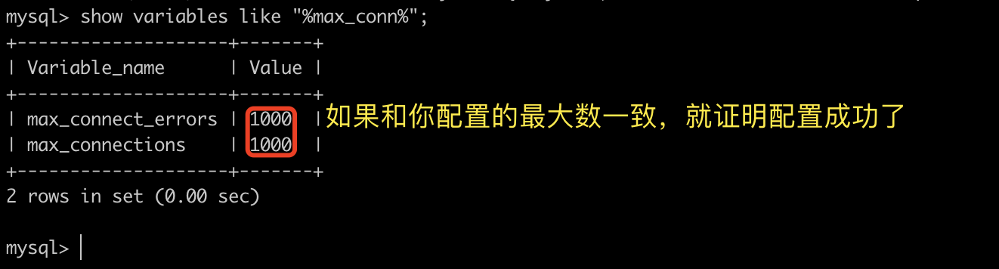 mysql> show variables like "%max_conn%";
+--------------------+-------+
| Variable_name      | Value |
+--------------------+-------+
| max_connect_errors | 1000  | 如果和你配置的最大数一致，就证明配置成功了
| max_connections    | 1000  |
+--------------------+-------+
2 rows in set (0.00 sec)
mysql>